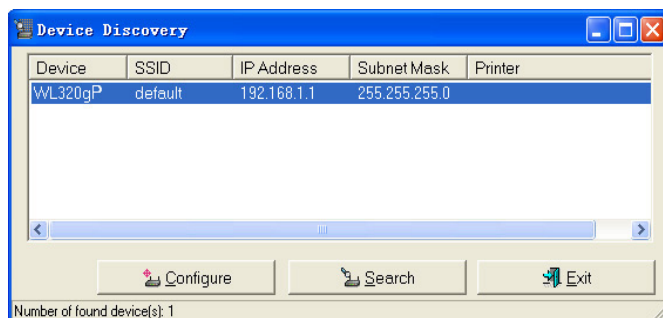 Device Discovery
Device SSID IP Address Subnet Mask Printer
WL320gP default 192.168.1.1 255.255.255.0
Configure Search Exit
Number of found device(s): 1